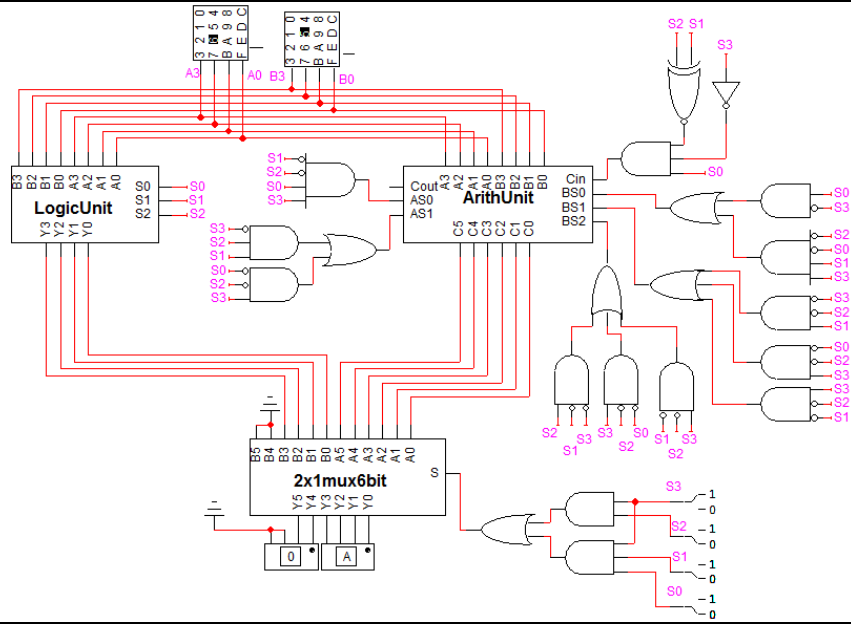 3 2 1 0
7 5 4
B A 9 8
F E D C
3 2 1 0
7 6 4
B A 9 8
F E D C
A3 A0 B3 B0
S2 S1
S3
S0
B3 B2 B1 B0 A3 A2 A1 A0
LogicUnit
S0 S0
S1 S1
S2 S2
Y3 Y2 Y1 Y0
S1
S2
S0
S3
S3
S2
S1
S0
S2
S3
A3 A2 A1 A0 B3 B2 B1 B0
ArithUnit
Cout
AS0
AS1
Cin
BS0
BS1
BS2
C5 C4 C3 C2 C1 C0
S0
S3
S2
S0
S1
S3
S3
S2
S1
S0
S2
S3
S3
S2
S1
S2 S1 S3
S3 S2 S0
S1 S2 S3
B5 B4 B3 B2 B1 B0 A5 A4 A3 A2 A1 A0
2x1mux6bit
S
Y5 Y4 Y3 Y2 Y1 Y0
0 A
S3 1
0
S2 1
0
S1 1
0
S0 1
0